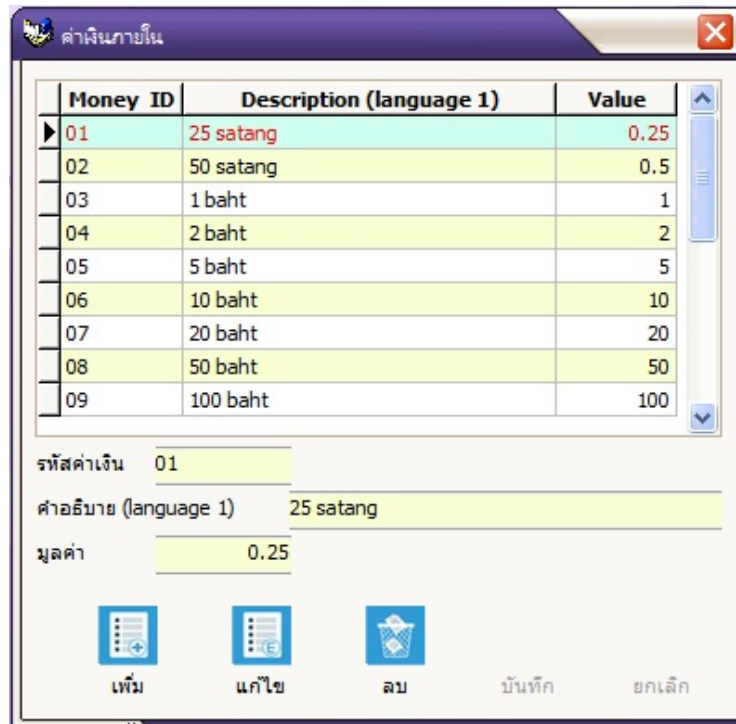 ค่าเงินภายใน
Money ID Description (language 1) Value
01 25 satang 0.25
02 50 satang 0.5
03 1 baht 1
04 2 baht 2
05 5 baht 5
06 10 baht 10
07 20 baht 20
08 50 baht 50
09 100 baht 100
รหัสค่าเงิน 01
คำอธิบาย (language 1) 25 satang
มูลค่า 0.25
เพิ่ม แก้ไข ลบ บันทึก ยกเลิก